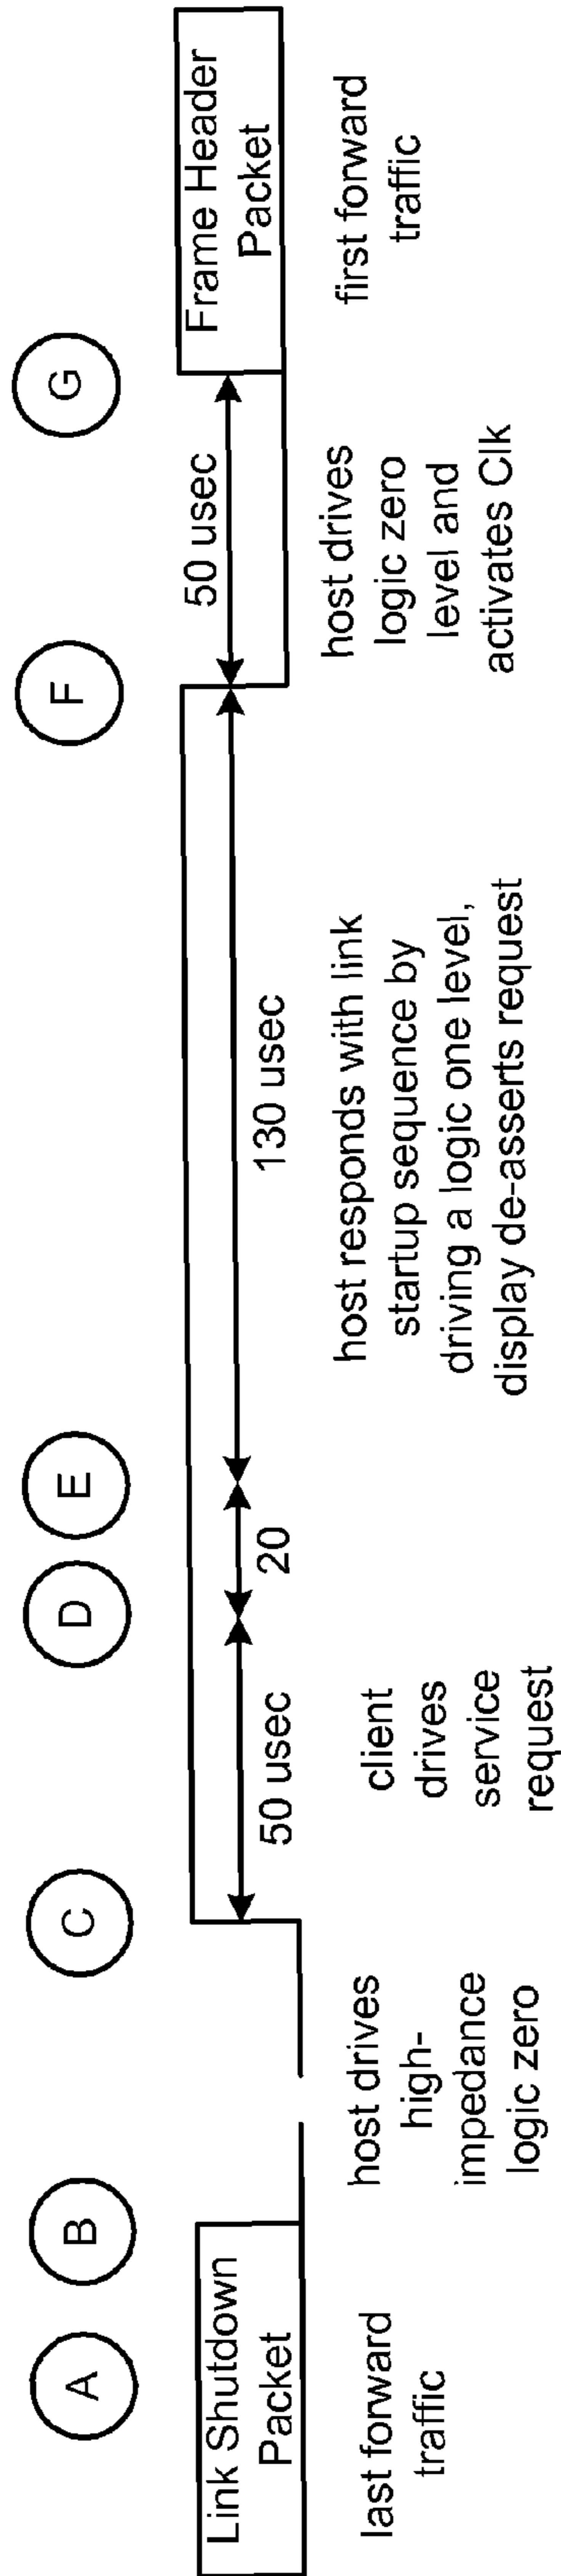 A
B
C
D
E
F
G
Link Shutdown
Packet
50 usec
20
130 usec
50 usec
Frame Header
Packet
last forward
traffic
host drives
high-
impedance
logic zero
client
drives
service
request
host responds with link
startup sequence by
driving a logic one level,
display de-asserts request
host drives
logic zero
level and
activates Clk
first forward
traffic